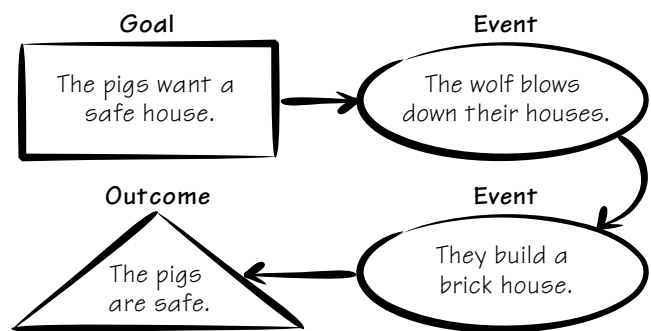 Goal
The pigs want a
safe house.
Event
The wolf blows
down their houses.
Event
They build a
brick house.
Outcome
The pigs
are safe.